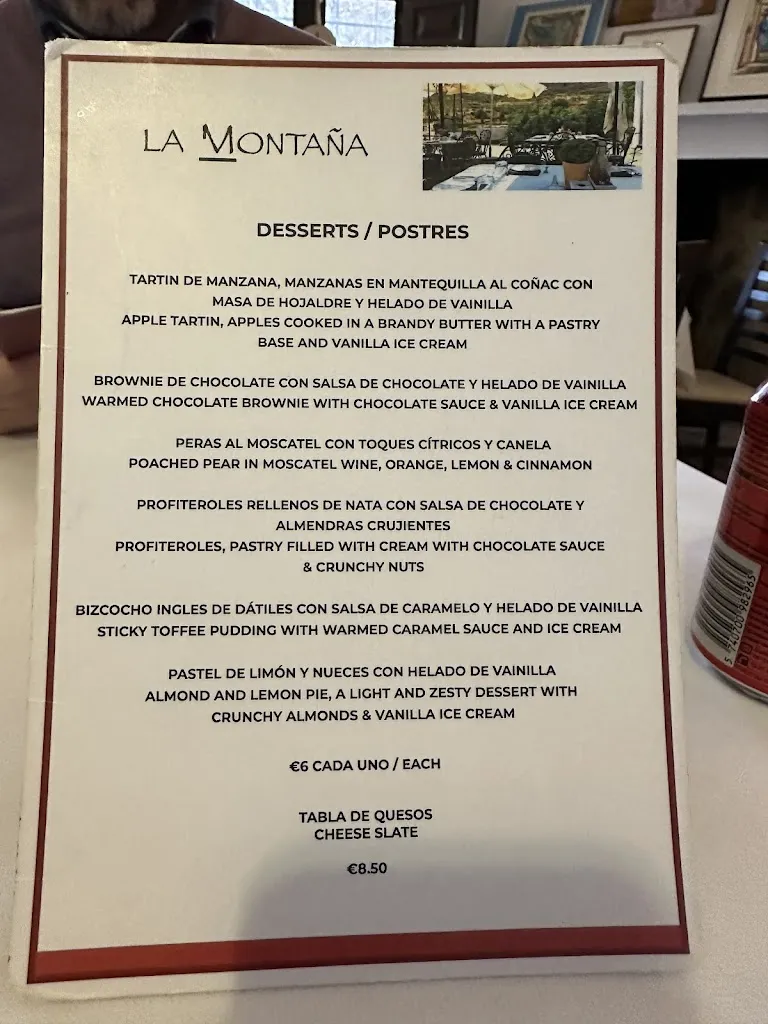 LA MONTAÑA
DESSERTS / POSTRES
TARTIN DE MANZANA, MANZANAS EN MANTEQUILLA AL COÑAC CON
MASA DE HOJALDRE Y HELADO DE VAINILLA
APPLE TARTIN, APPLES COOKED IN A BRANDY BUTTER WITH A PASTRY
BASE AND VANILLA ICE CREAM
BROWNIE DE CHOCOLATE CON SALSA DE CHOCOLATE Y HELADO DE VAINILLA
WARMED CHOCOLATE BROWNIE WITH CHOCOLATE SAUCE & VANILLA ICE CREAM
PERAS AL MOSCATEL CON TOQUES CÍTRICOS Y CANELA
POACHED PEAR IN MOSCATEL WINE, ORANGE, LEMON & CINNAMON
PROFITEROLES RELLENOS DE NATA CON SALSA DE CHOCOLATE Y
ALMENDRAS CRUJIENTES
PROFITEROLES, PASTRY FILLED WITH CREAM WITH CHOCOLATE SAUCE
& CRUNCHY NUTS
BIZCOCHO INGLES DE DÁTILES CON SALSA DE CARAMELO Y HELADO DE VAINILLA
STICKY TOFFEE PUDDING WITH WARMED CARAMEL SAUCE AND ICE CREAM
PASTEL DE LIMÓN Y NUECES CON HELADO DE VAINILLA
ALMOND AND LEMON PIE, A LIGHT AND ZESTY DESSERT WITH
CRUNCHY ALMONDS & VANILLA ICE CREAM
€6 CADA UNO / EACH
TABLA DE QUESOS
CHEESE SLATE
€8.50
5 740700 982965